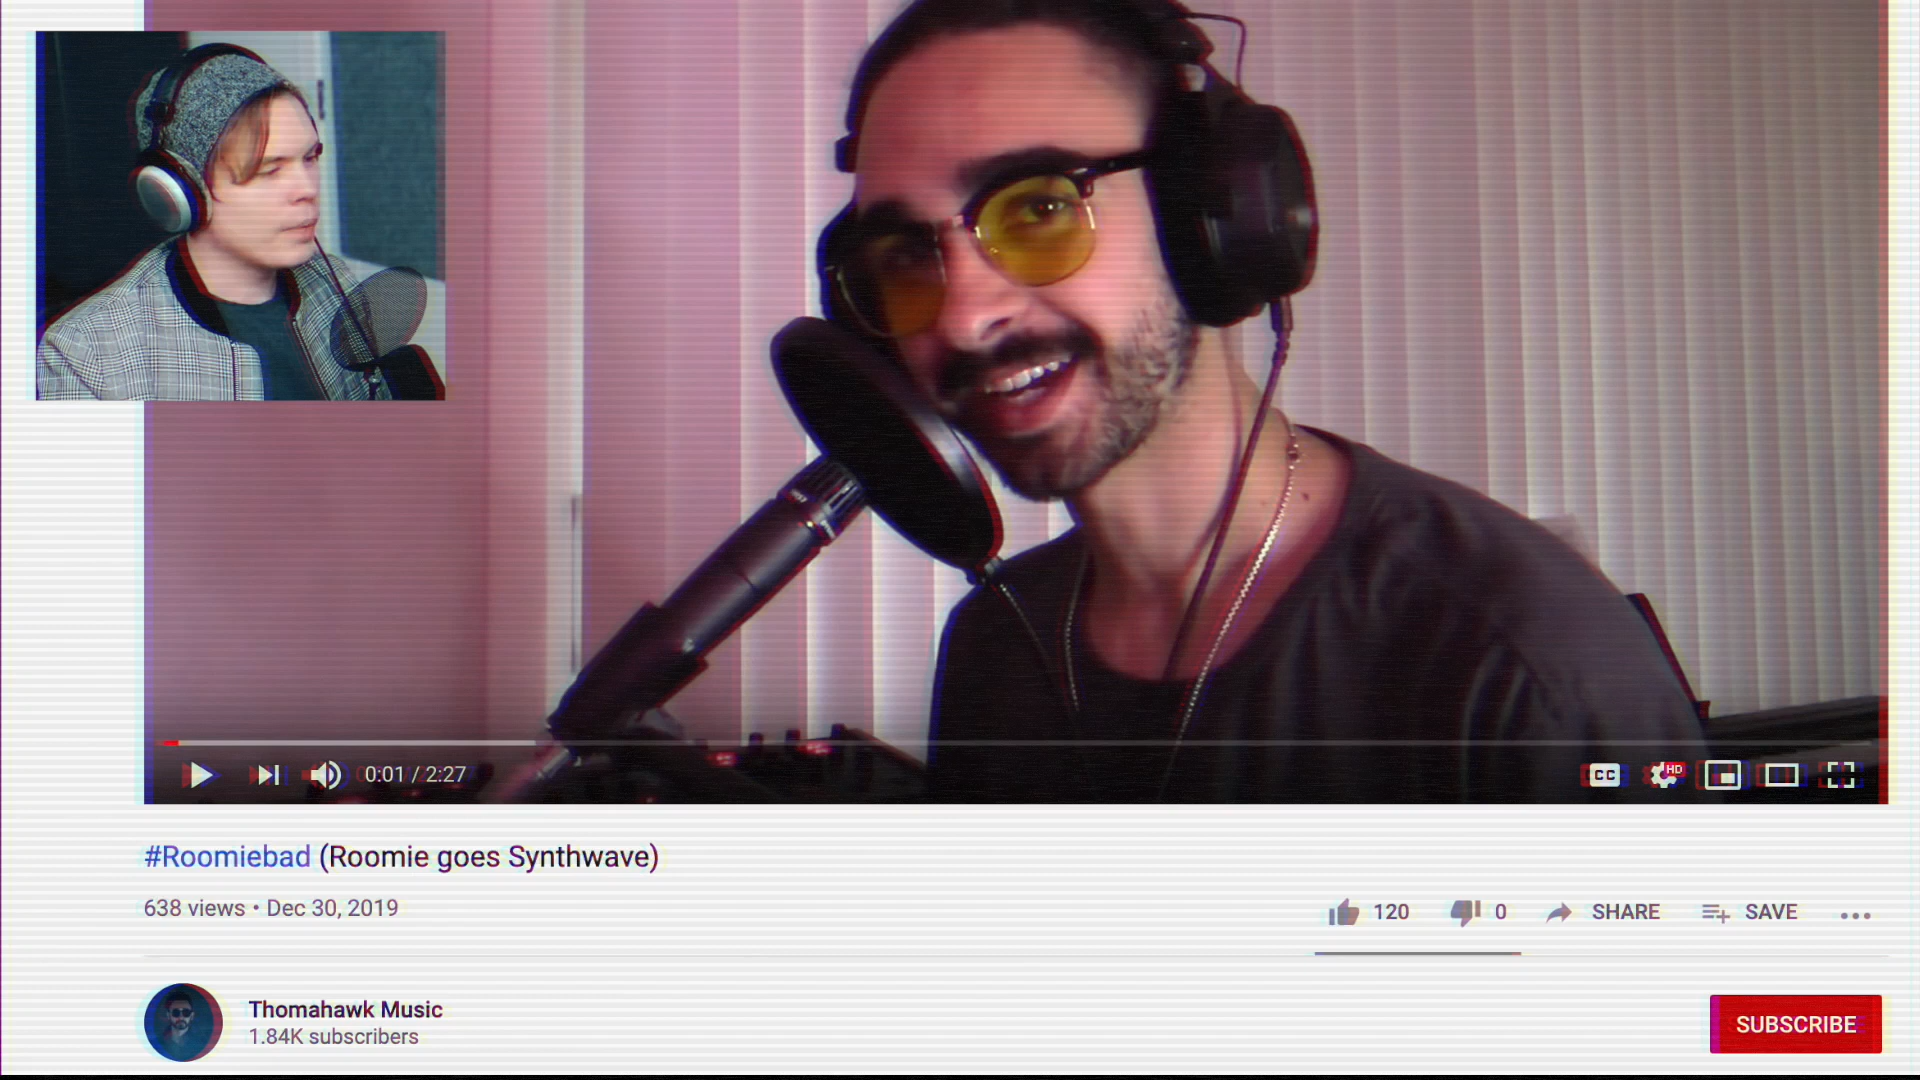 0:01 / 2:27
CC
HD
#Roomiebad (Roomie goes Synthwave)
638 views • Dec 30, 2019
120
0
SHARE
SAVE
Thomahawk Music
1.84K subscribers
SUBSCRIBE